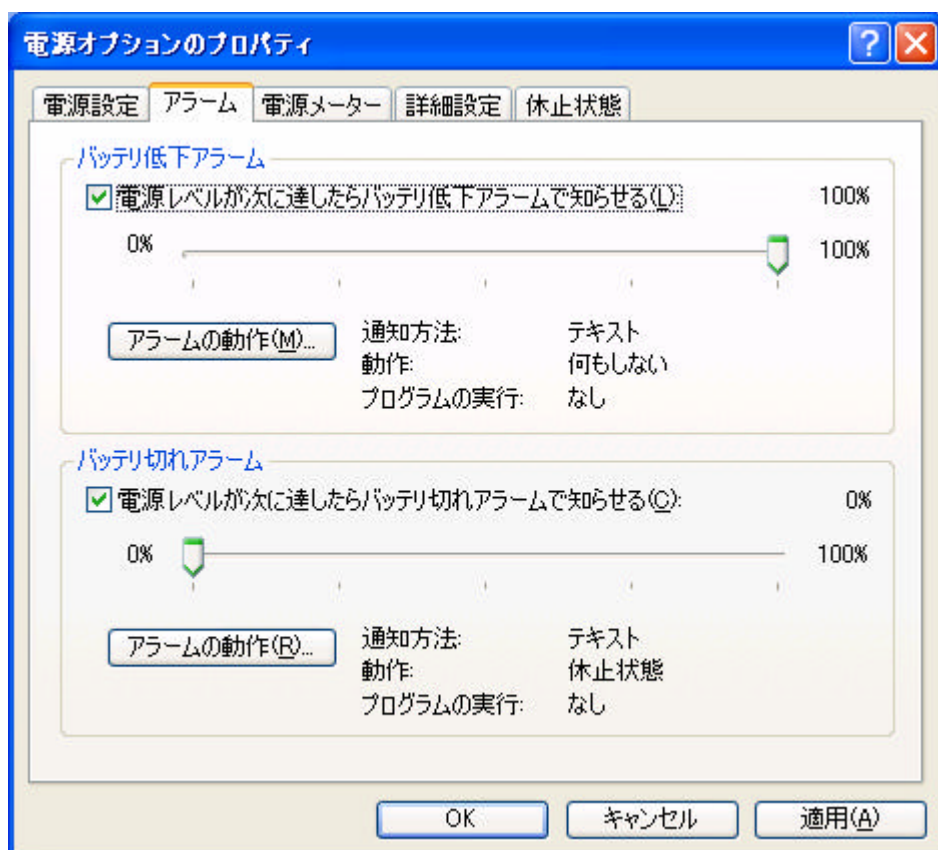 電源オプションのプロパティ
電源設定 アラーム 電源メーター 詳細設定 休止状態
バッテリ低下アラーム
電源レベルが次に達したらバッテリ低下アラームで知らせる(L): 100%
0% 100%
アラームの動作(M)... 通知方法: テキスト
動作: 何もしない
プログラムの実行: なし
バッテリ切れアラーム
電源レベルが次に達したらバッテリ切れアラームで知らせる(C): 0%
0% 100%
アラームの動作(R)... 通知方法: テキスト
動作: 休止状態
プログラムの実行: なし
OK キャンセル 適用(A)